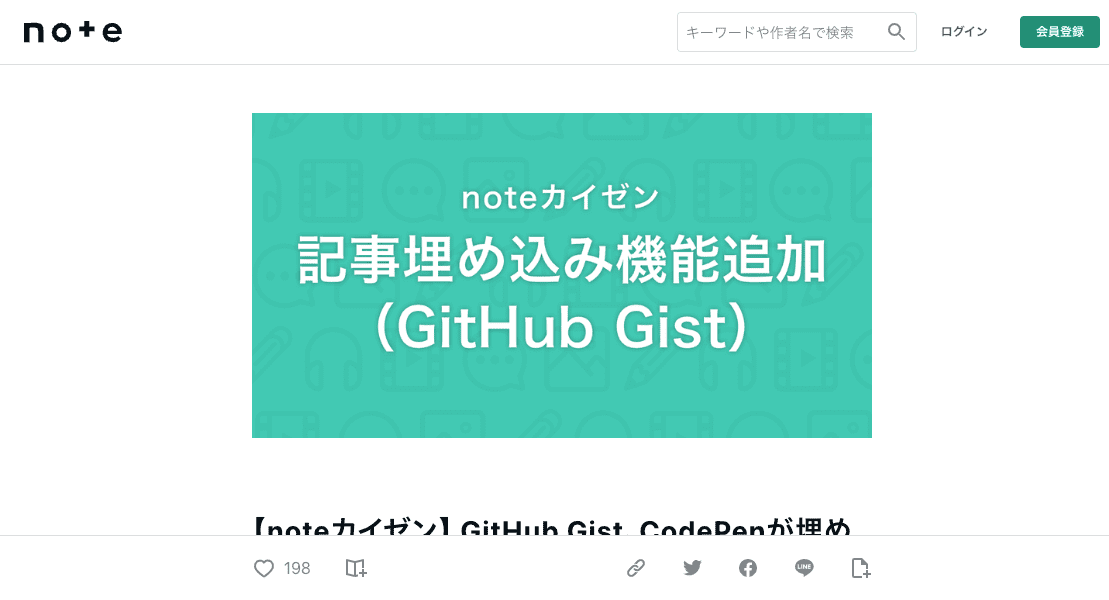 note
キーワードや作者名で検索
ログイン
会員登録
noteカイゼン
記事埋め込み機能追加
(GitHub Gist)
【noteカイゼン】GitHub Gist、CodePenが埋め
198
LINE